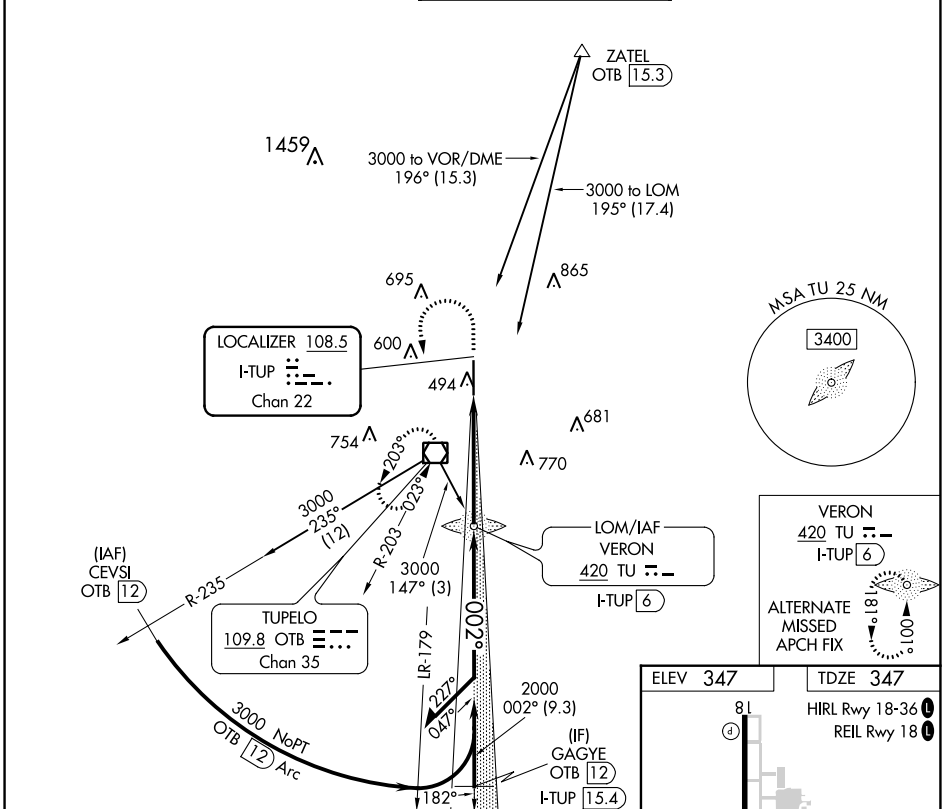 ZATEL
OTB 15.3
1459
3000 to VOR/DME
196° (15.3)
3000 to LOM
195° (17.4)
865
695
MSA TU 25 NM
3400
LOCALIZER 108.5
I-TUP
Chan 22
600
494
681
754
770
203°
023°
3000
235°
(12)
R-203
R-235
3000
147° (3)
(IAF)
CEVSI
OTB 12
LOM/IAF
VERON
420 TU
I-TUP 6
VERON
420 TU
I-TUP 6
181°
001°
ALTERNATE
MISSED
APCH FIX
TUPELO
109.8 OTB
Chan 35
002°
LR-179
227°
047°
2000
002° (9.3)
(IF)
GAGYE
OTB 12
I-TUP 15.4
182°
3000 NoPT
OTB 12 Arc
ELEV 347
TDZE 347
18
P
HIRL Rwy 18-36 L
REIL Rwy 18 L